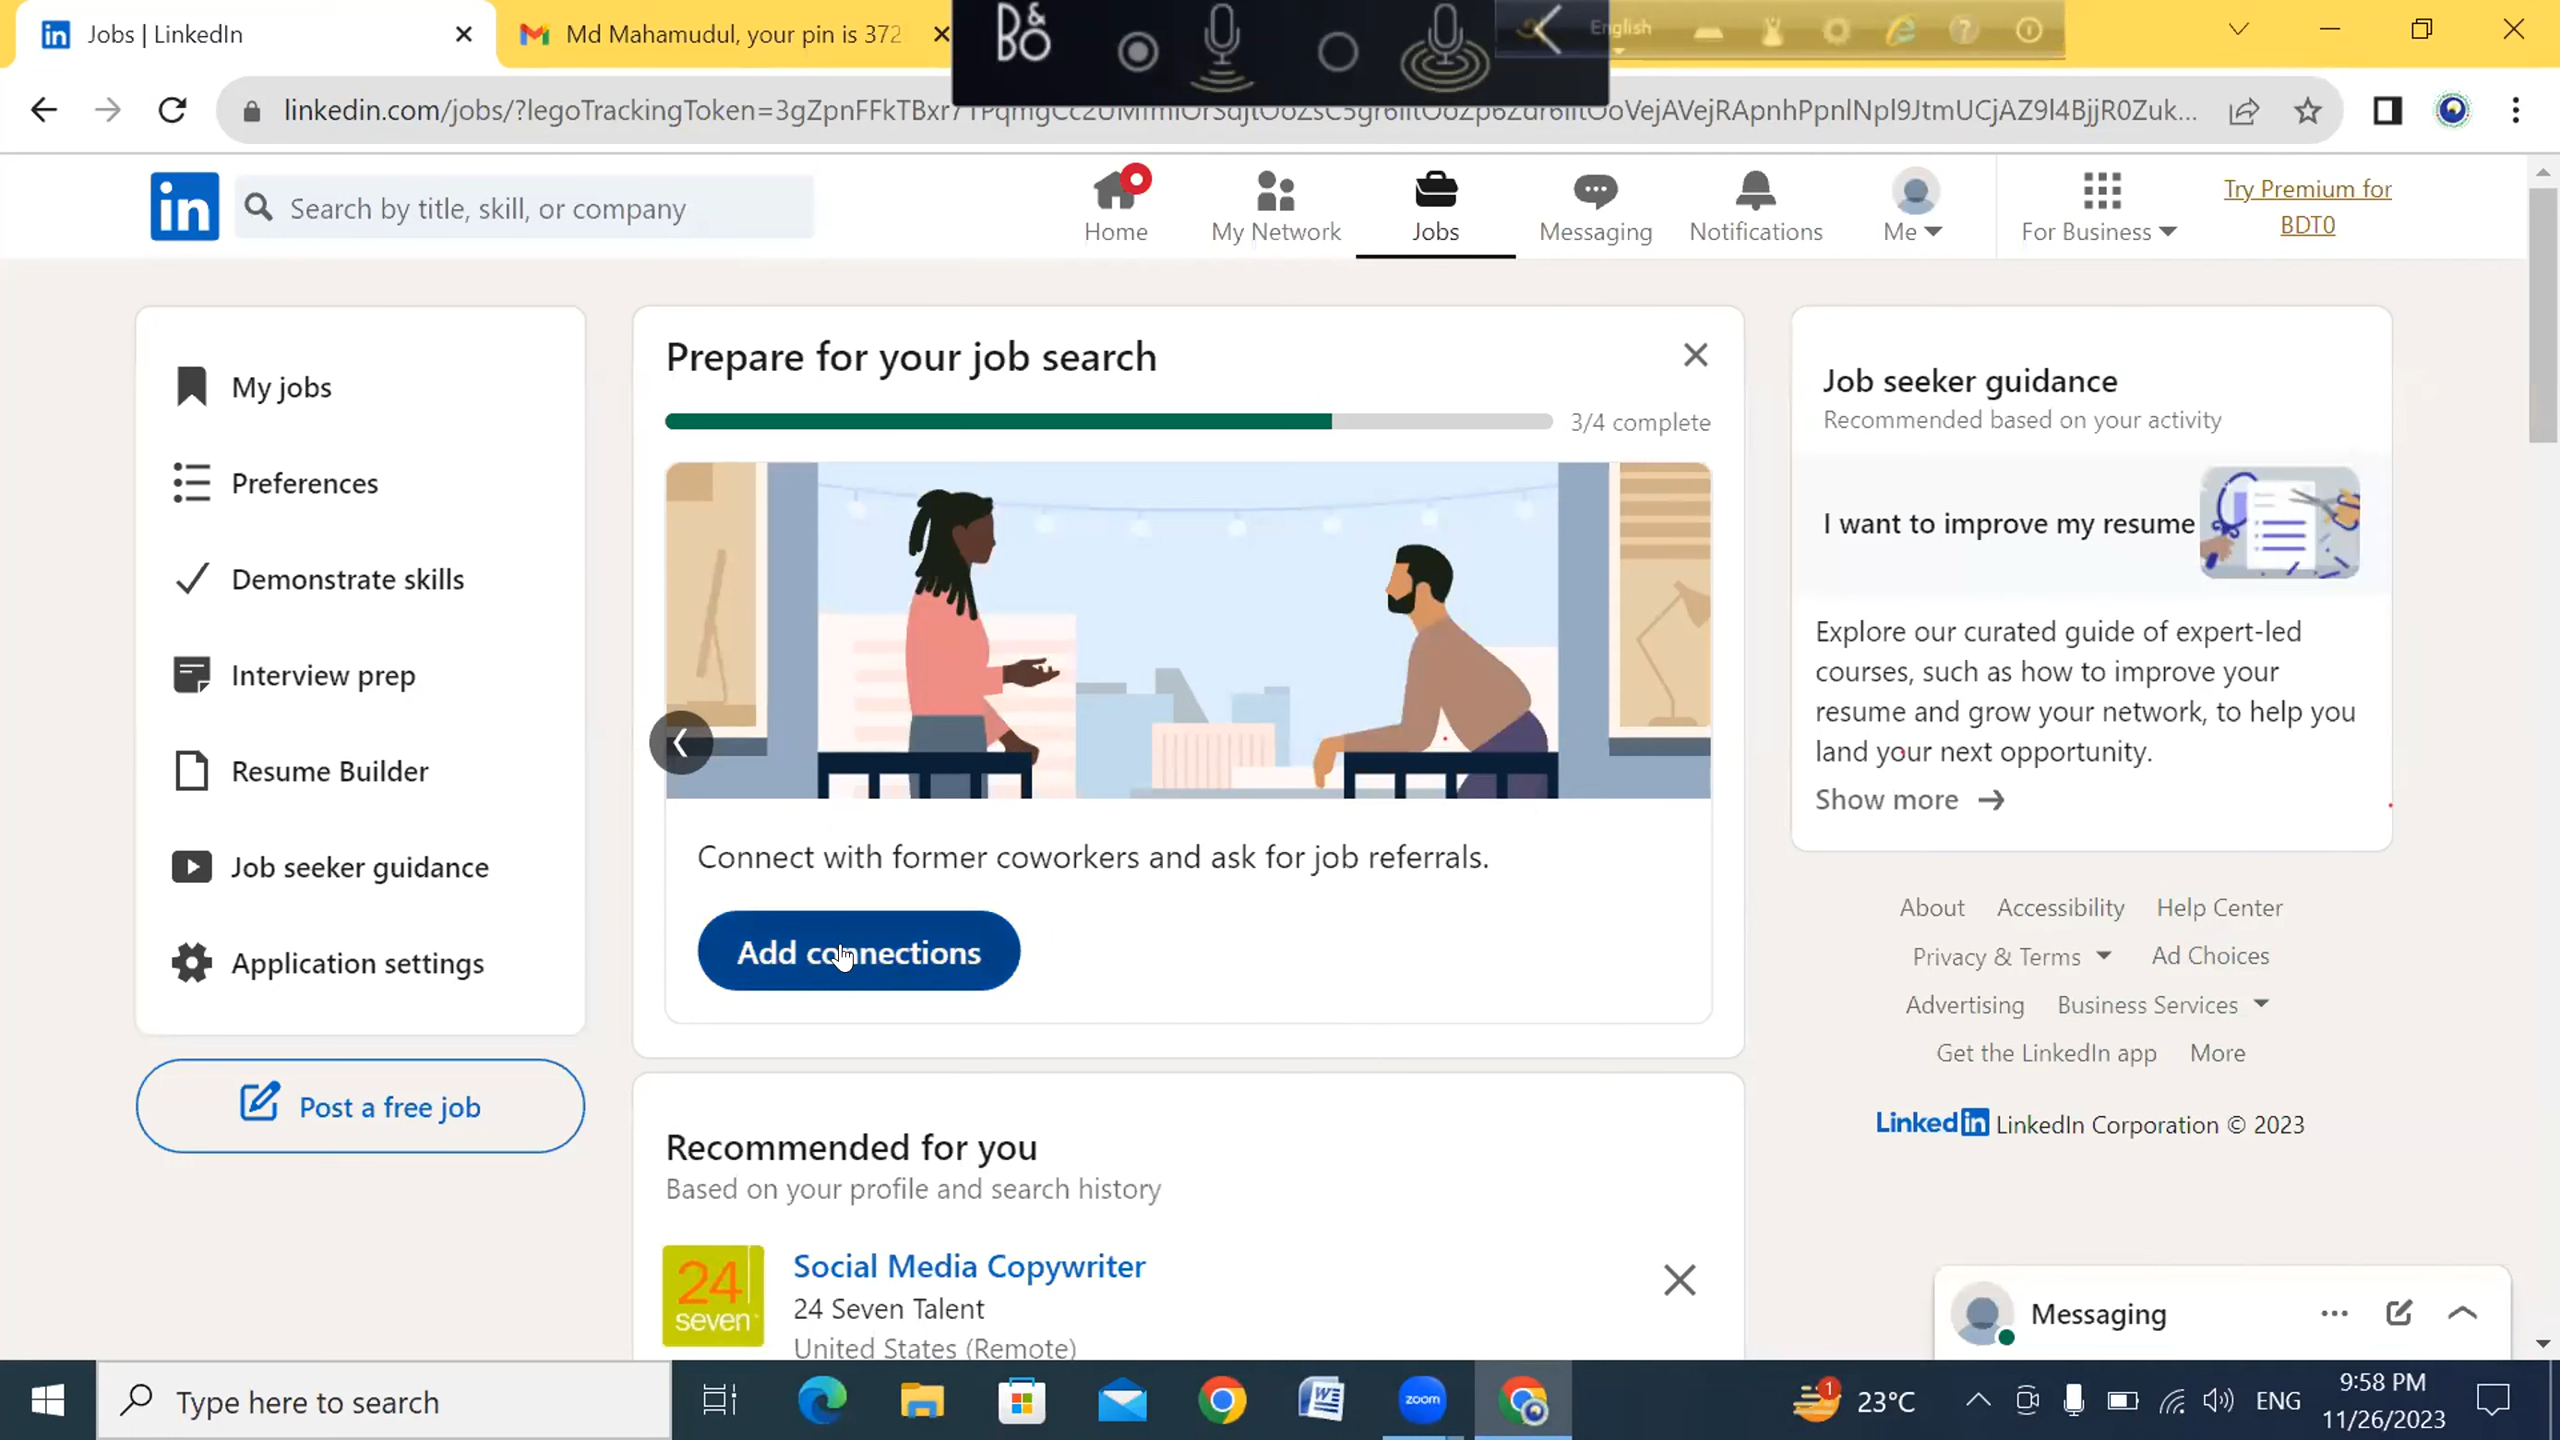 Jobs | LinkedIn
Md Mahamudul, your pin is 372
B&O
English
linkedin.com/jobs/?legoTrackingToken=
in
Search by title, skill, or company
Home
My Network
Jobs
Messaging
Notifications
Me
For Business
Try Premium for
BDT0
My jobs
Preferences
Demonstrate skills
Interview prep
Resume Builder
Job seeker guidance
Application settings
Post a free job
Prepare for your job search
3/4 complete
Connect with former coworkers and ask for job referrals.
Add connections
Recommended for you
Based on your profile and search history
24
seven
Social Media Copywriter
24 Seven Talent
United States (Remote)
Job seeker guidance
Recommended based on your activity
I want to improve my resume
Explore our curated guide of expert-led
courses, such as how to improve your
resume and grow your network, to help you
land your next opportunity.
Show more
About Accessibility Help Center
Privacy & Terms Ad Choices
Advertising Business Services
Get the LinkedIn app More
LinkedIn LinkedIn Corporation © 2023
Messaging
Type here to search
zoom
1
23°C
ENG
9:58 PM
11/26/2023